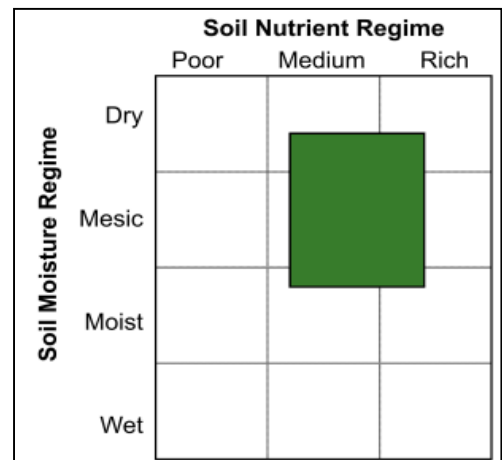 Soil Nutrient Regime
Poor Medium Rich
Soil Moisture Regime
Dry
Mesic
Moist
Wet